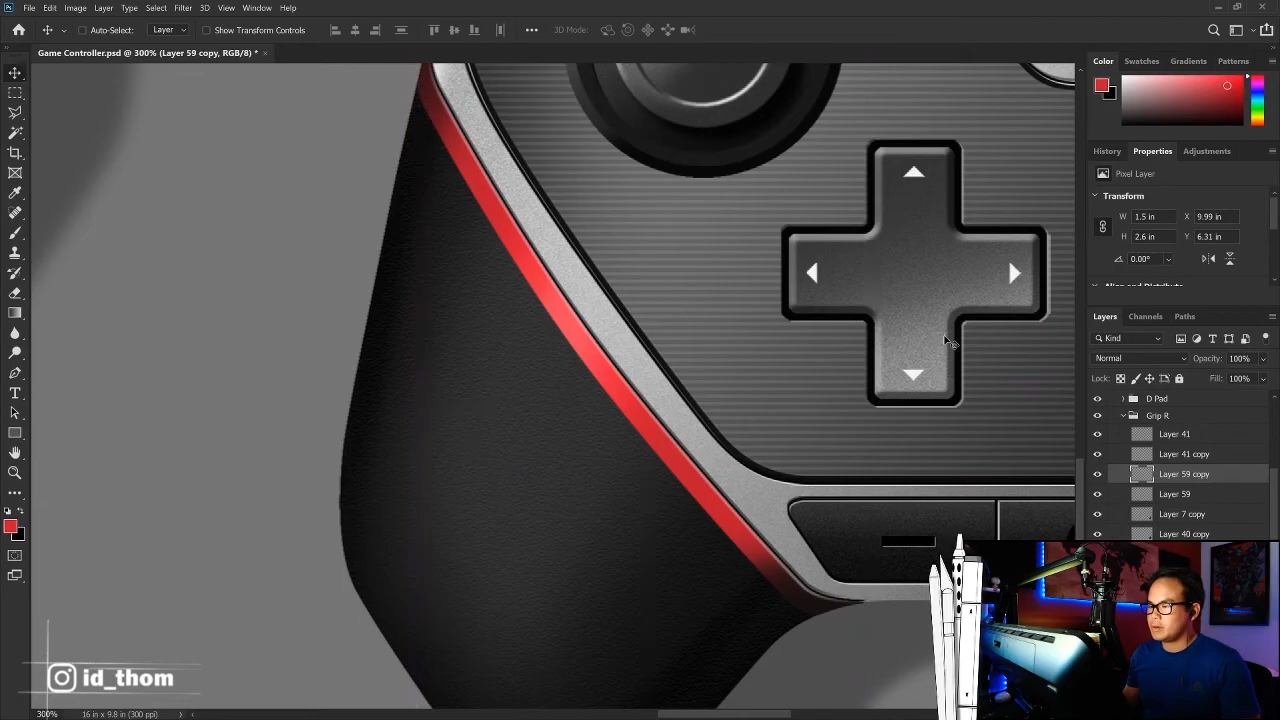 Ps File Edit Image Layer Type Select Filter 3D View Window Help
Auto-Select: Layer Show Transform Controls 3D Mode:
Game Controller.psd @ 300% (Layer 59 copy, RGB/8) *
Color Swatches Gradients Patterns
History Properties Adjustments
Pixel Layer
Transform
W 1.5 in X 9.99 in
H 2.6 in Y 6.31 in
0.00°
Align and Distribute
Layers Channels Paths
Kind
Normal Opacity: 100%
Lock: Fill: 100%
D Pad
Grip R
Layer 41
Layer 41 copy
Layer 59 copy
Layer 59
Layer 7 copy
Layer 40 copy
id_thom
300% 16 in x 9.8 in (300 ppi)